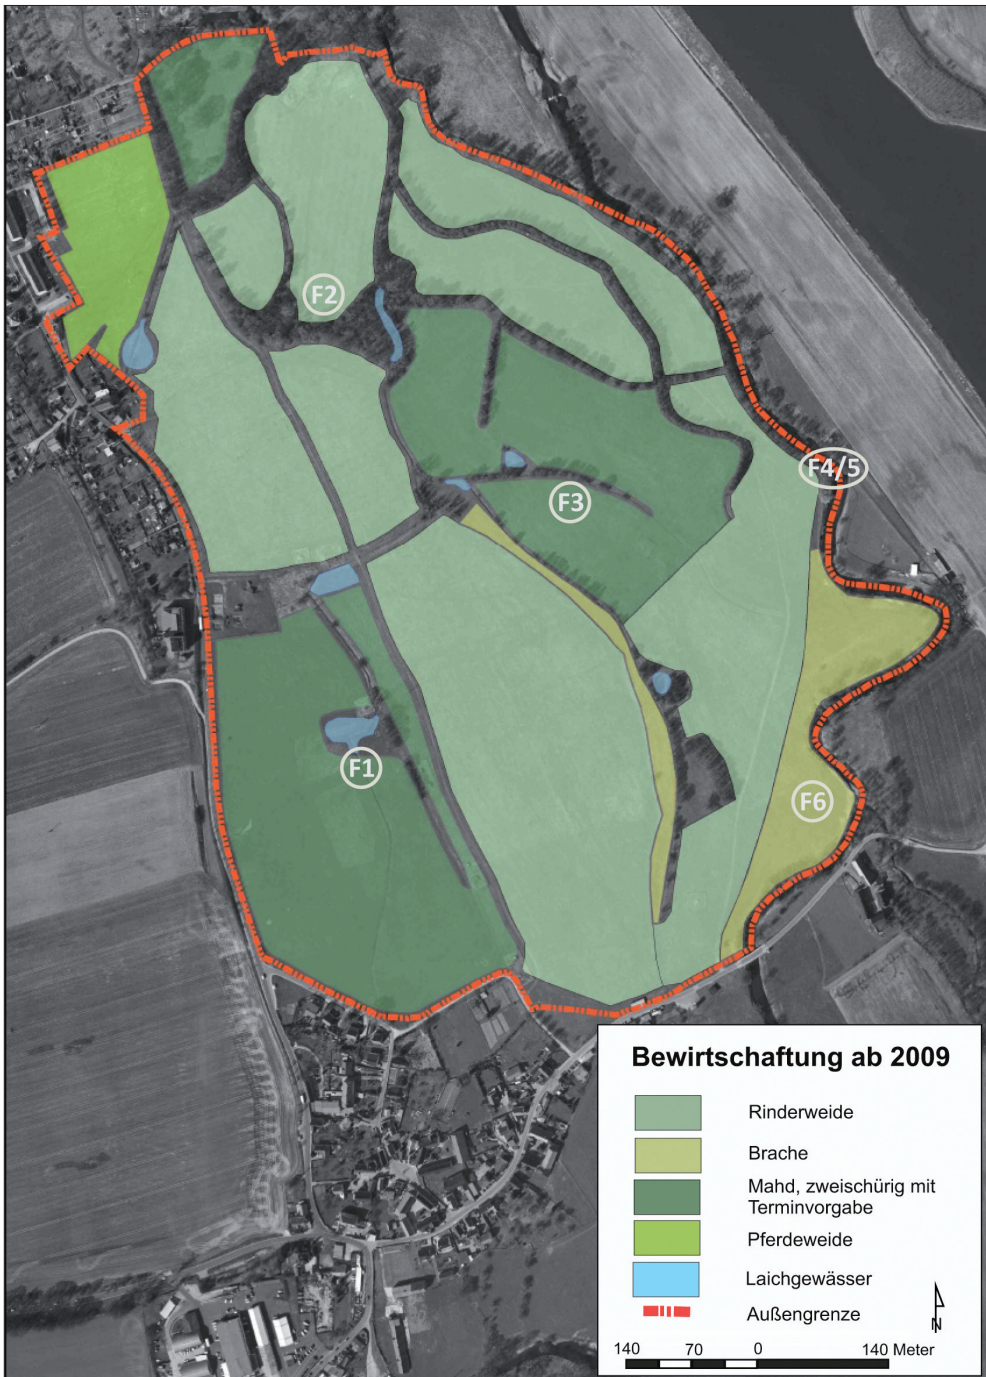 F2
F4/5
F3
F1
F6
Bewirtschaftung ab 2009
Rinderweide
Brache
Mahd, zweischürig mit
Terminvorgabe
Pferdeweide
Laichgewässer
Außengrenze
N
140 70 0 140 Meter